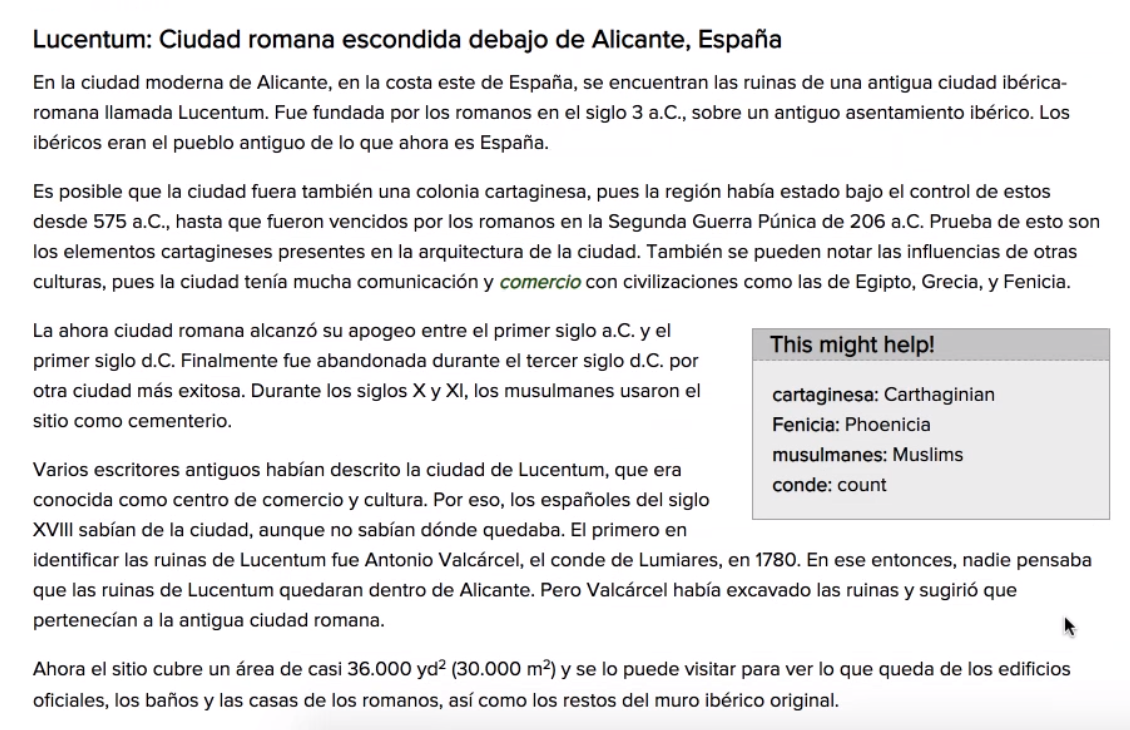 Lucentum: Ciudad romana escondida debajo de Alicante, España
En la ciudad moderna de Alicante, en la costa este de España, se encuentran las ruinas de una antigua ciudad ibérica-
romana llamada Lucentum. Fue fundada por los romanos en el siglo 3 a.C., sobre un antiguo asentamiento ibérico. Los
ibéricos eran el pueblo antiguo de lo que ahora es España.
Es posible que la ciudad fuera también una colonia cartaginesa, pues la región había estado bajo el control de estos
desde 575 a.C., hasta que fueron vencidos por los romanos en la Segunda Guerra Púnica de 206 a.C. Prueba de esto son
los elementos cartagineses presentes en la arquitectura de la ciudad. También se pueden notar las influencias de otras
culturas, pues la ciudad tenía mucha comunicación y comercio con civilizaciones como las de Egipto, Grecia, y Fenicia.
La ahora ciudad romana alcanzó su apogeo entre el primer siglo a.C. y el
primer siglo d.C. Finalmente fue abandonada durante el tercer siglo d.C. por
otra ciudad más exitosa. Durante los siglos X y XI, los musulmanes usaron el
sitio como cementerio.
This might help!
cartaginesa: Carthaginian
Fenicia: Phoenicia
musulmanes: Muslims
conde: count
Varios escritores antiguos habían descrito la ciudad de Lucentum, que era
conocida como centro de comercio y cultura. Por eso, los españoles del siglo
XVIII sabían de la ciudad, aunque no sabían dónde quedaba. El primero en
identificar las ruinas de Lucentum fue Antonio Valcárcel, el conde de Lumiares, en 1780. En ese entonces, nadie pensaba
que las ruinas de Lucentum quedaran dentro de Alicante. Pero Valcárcel había excavado las ruinas y sugirió que
pertenecían a la antigua ciudad romana.
Ahora el sitio cubre un área de casi 36.000 yd² (30.000 m²) y se lo puede visitar para ver lo que queda de los edificios
oficiales, los baños y las casas de los romanos, así como los restos del muro ibérico original.